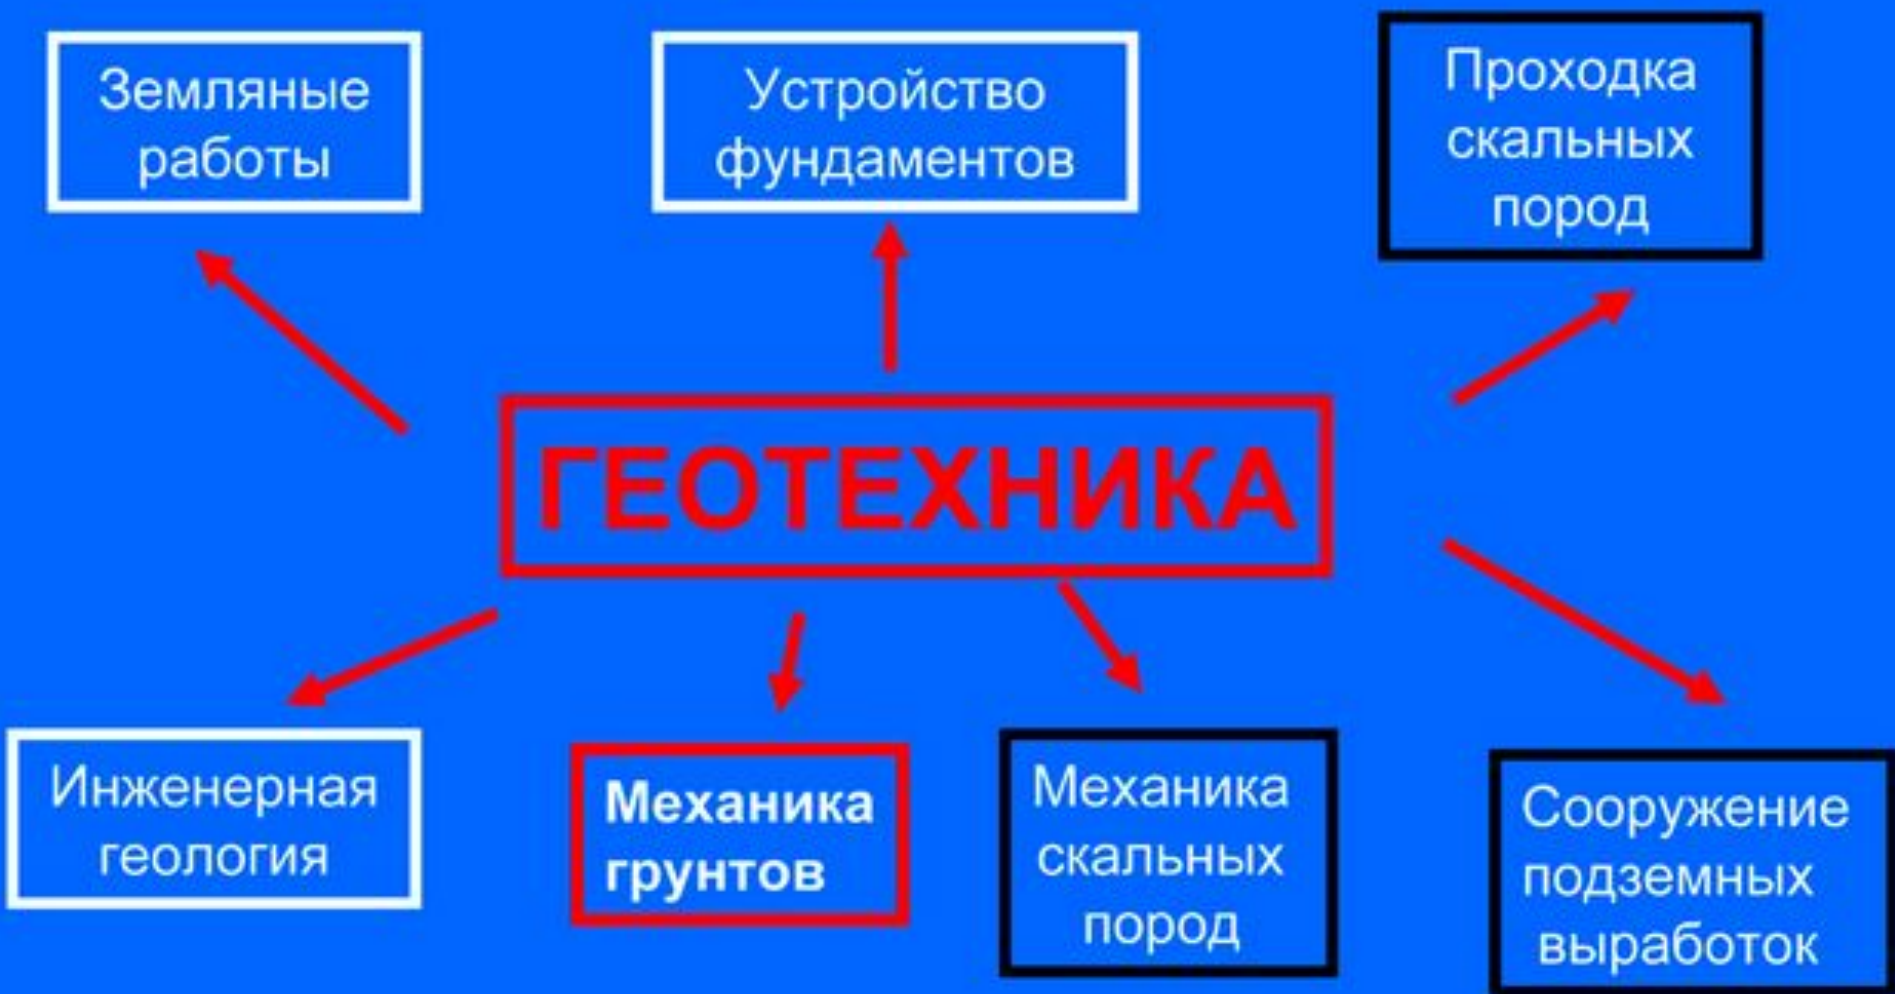 Земляные
работы
Устройство
фундаментов
Проходка
скальных
пород
ГЕОТЕХНИКА
Инженерная
геология
Механика
грунтов
Механика
скальных
пород
Сооружение
подземных
выработок